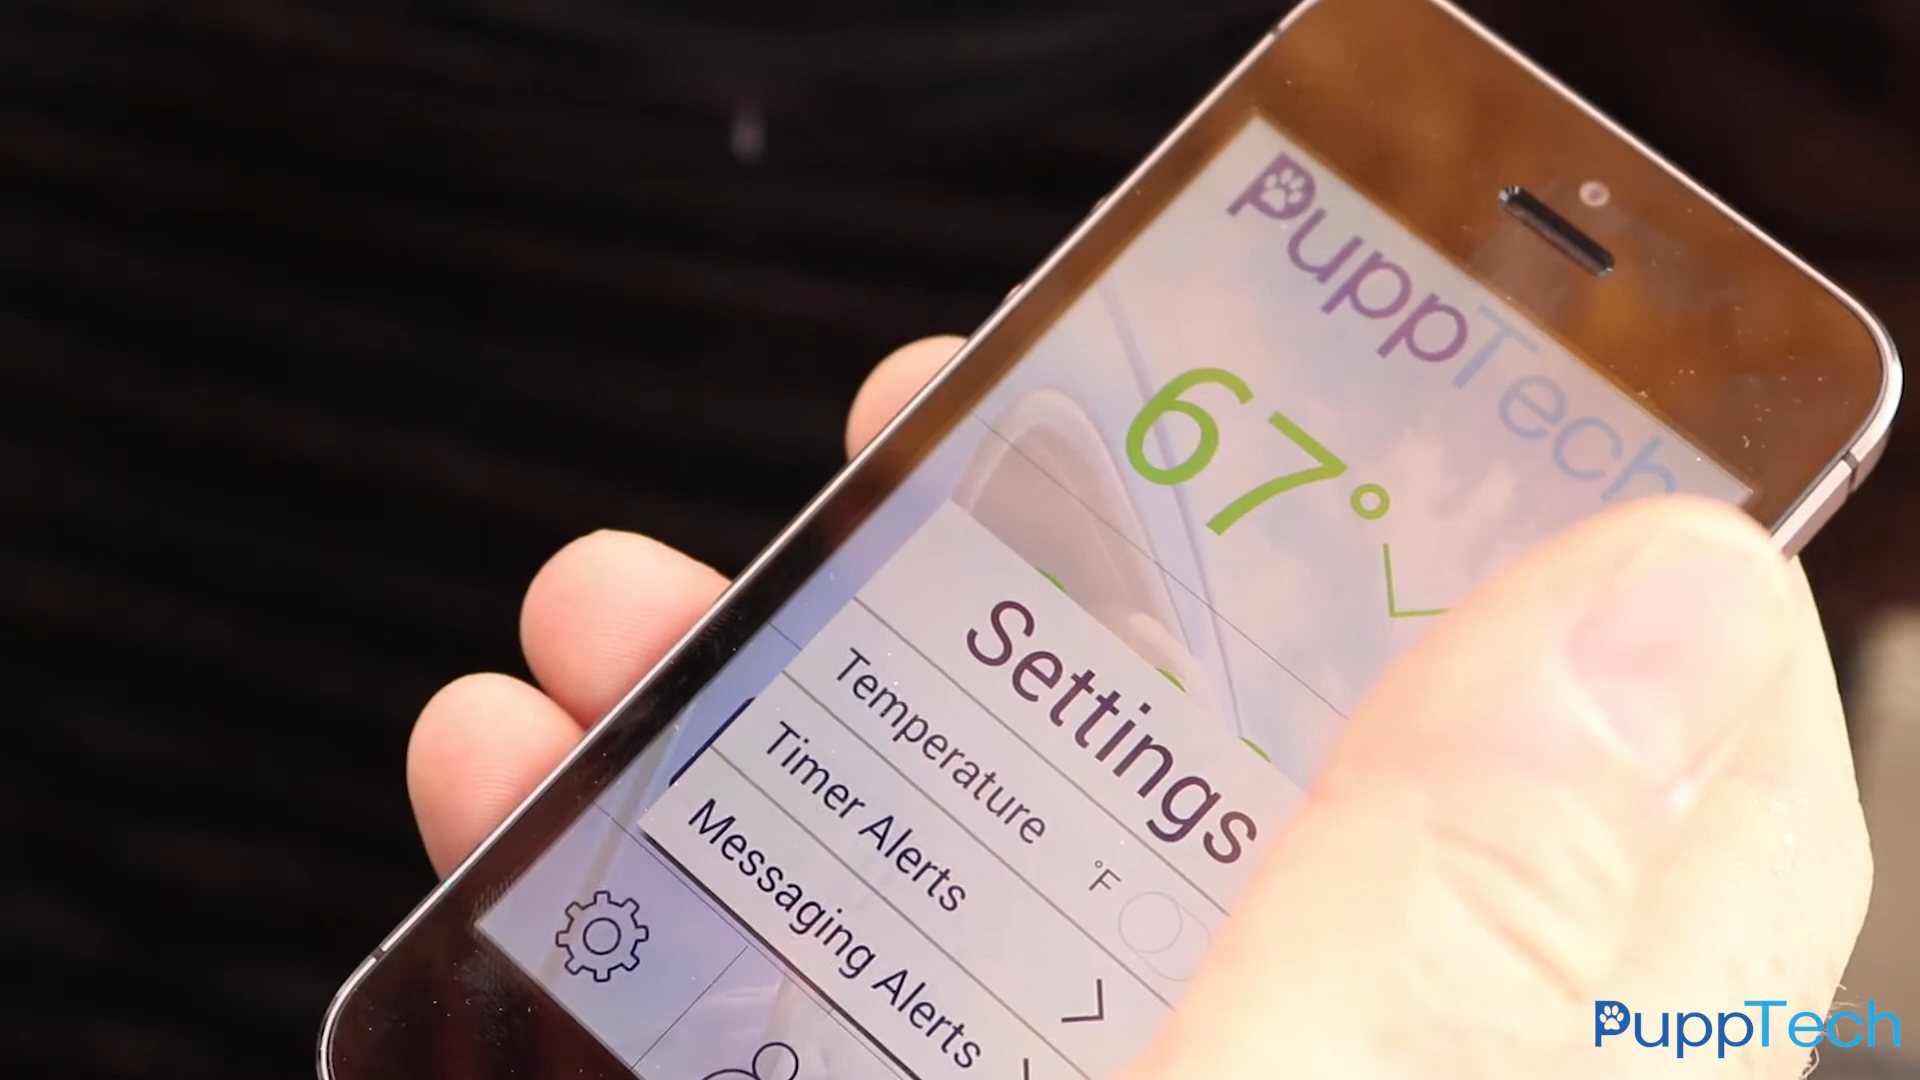 PuppTech
67°
Settings
Temperature °F
Timer Alerts
Messaging Alerts
PuppTech